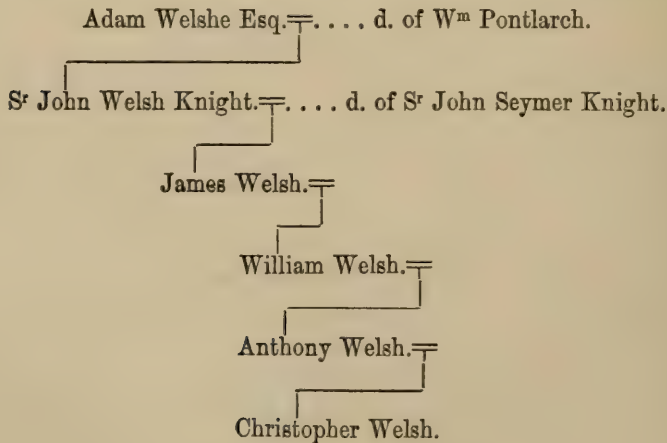 Adam Welshe Esq.=.... d. of Wᵐ Pontlarch.
Sʳ John Welsh Knight.=.... d. of Sʳ John Seymer Knight.
James Welsh.=
William Welsh.=
Anthony Welsh.=
Christopher Welsh.